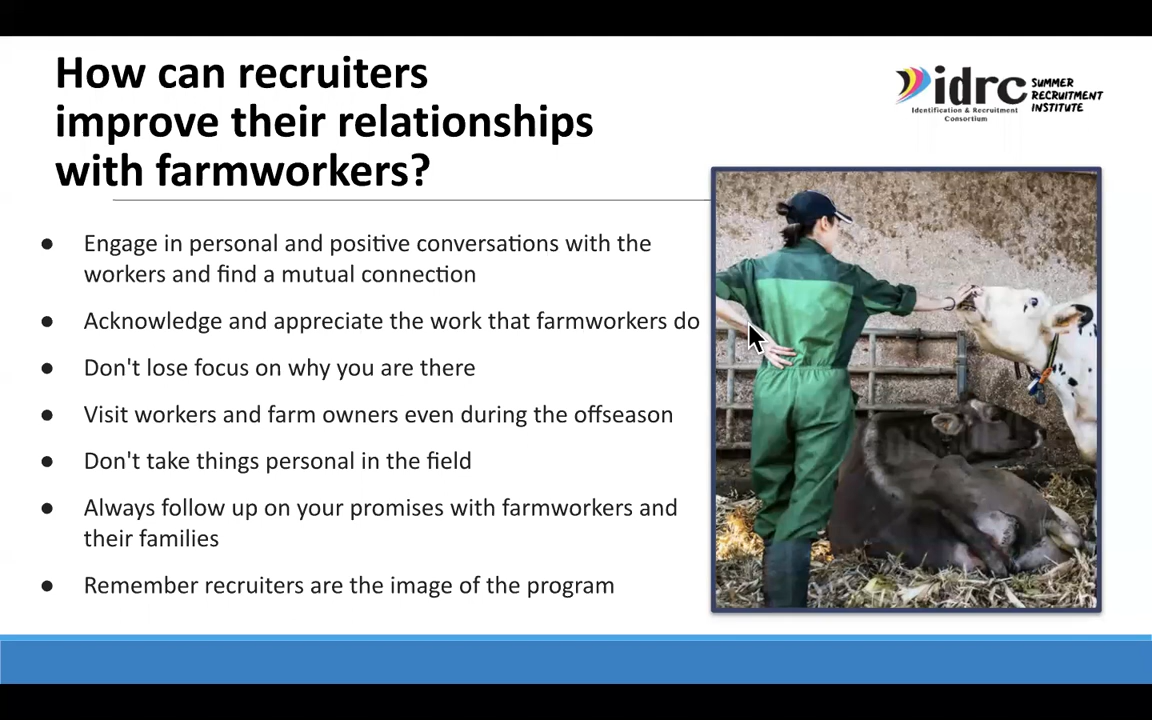 How can recruiters
improve their relationships
with farmworkers?
idrc
Identification & Recruitment
Consortium
SUMMER
RECRUITMENT
INSTITUTE
● Engage in personal and positive conversations with the
workers and find a mutual connection
● Acknowledge and appreciate the work that farmworkers do
● Don't lose focus on why you are there
● Visit workers and farm owners even during the offseason
● Don't take things personal in the field
● Always follow up on your promises with farmworkers and
their families
● Remember recruiters are the image of the program